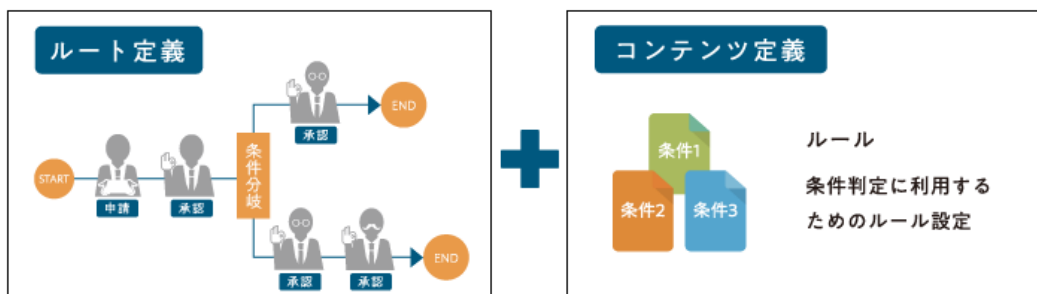 ルート定義
START
申請
承認
条件分岐
承認
END
承認
承認
END
コンテンツ定義
条件1
条件2
条件3
ルール
条件判定に利用する
ためのルール設定